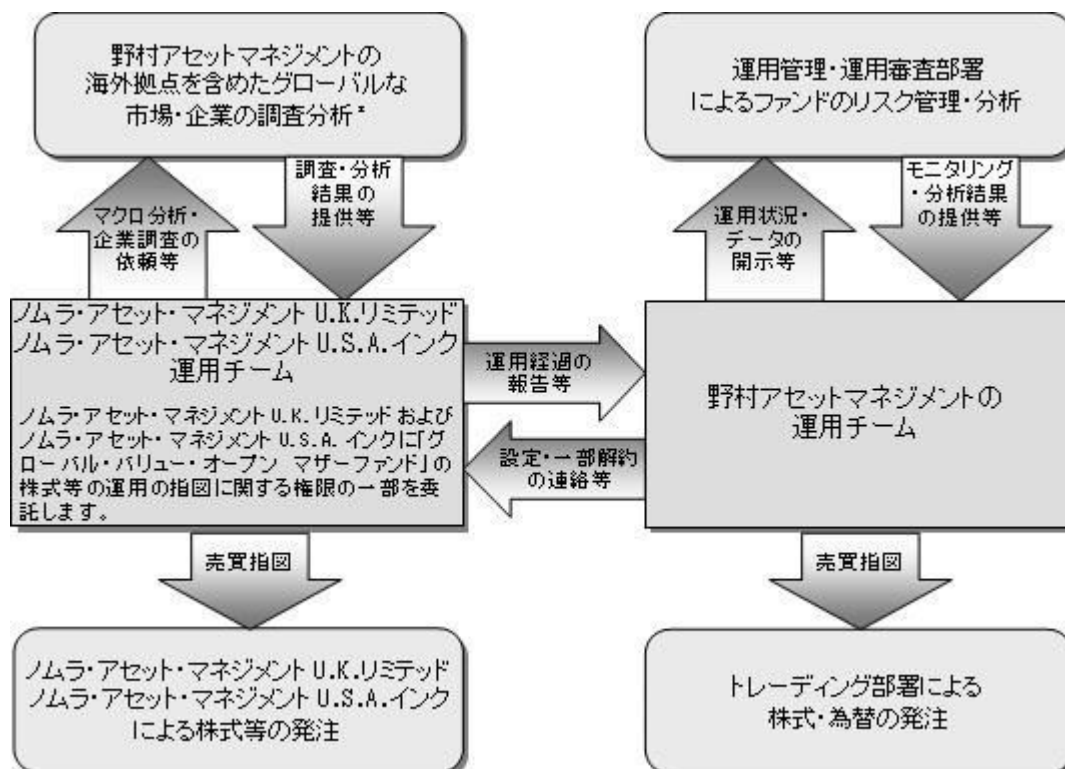 野村アセットマネジメントの
海外拠点を含めたグローバルな
市場・企業の調査分析*
運用管理・運用審査部署
によるファンドのリスク管理・分析
マクロ分析・
企業調査の
依頼等
調査・分析
結果の
提供等
運用状況・
データの
開示等
モニタリング
・分析結果
の提供等
ノムラ・アセット・マネジメント U.K.リミテッド
ノムラ・アセット・マネジメント U.S.A.インク
運用チーム
ノムラ・アセット・マネジメント U.K. リミテッド および
ノムラ・アセット・マネジメント U.S.A. インクに「グ
ローバル・バリュー・オープン マザーファンド」の
株式等の運用の指図に関する権限の一部を委
託します。
運用経過の
報告等
設定・一部解約
の連絡等
野村アセットマネジメントの
運用チーム
売買指図
売買指図
ノムラ・アセット・マネジメント U.K.リミテッド
ノムラ・アセット・マネジメント U.S.A.インク
による株式等の発注
トレーディング部署による
株式・為替の発注